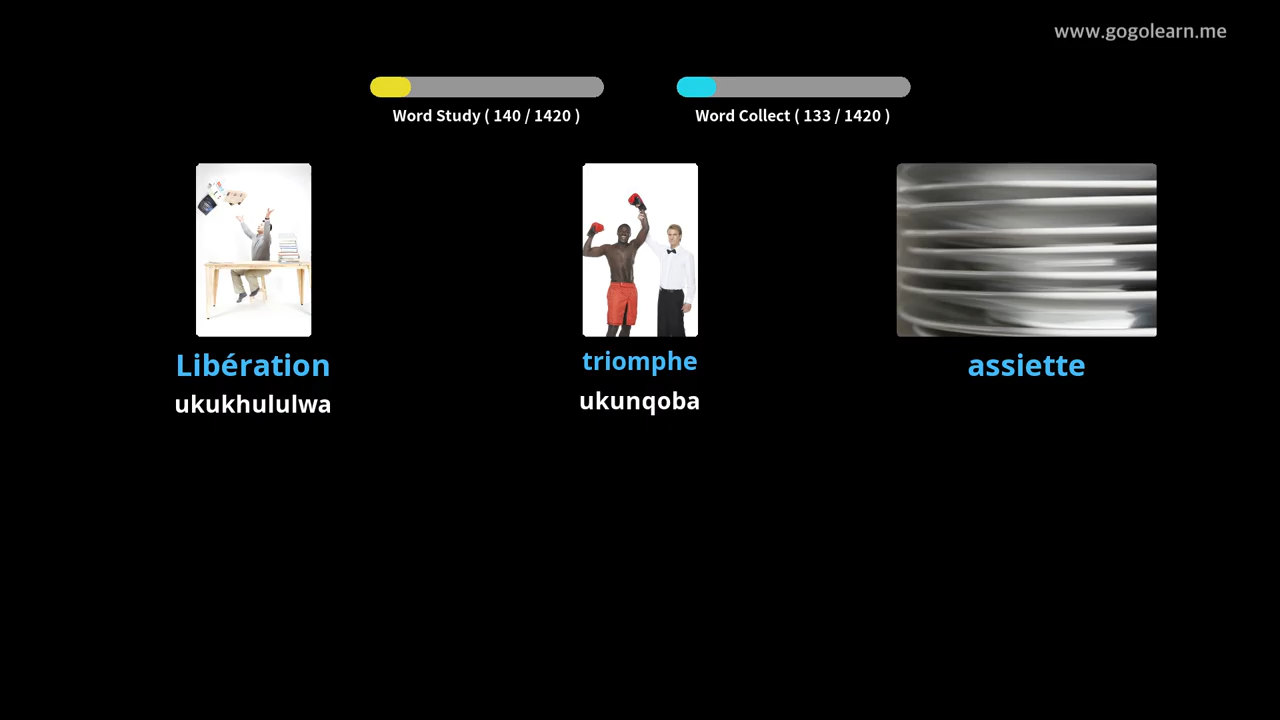 www.gogolearn.me
Word Study ( 140 / 1420 )
Word Collect ( 133 / 1420 )
Libération
ukukhululwa
triomphe
ukunqoba
assiette